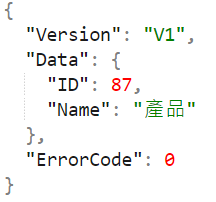 {
"Version": "V1",
"Data": {
"ID": 87,
"Name": "產品"
},
"ErrorCode": 0
}